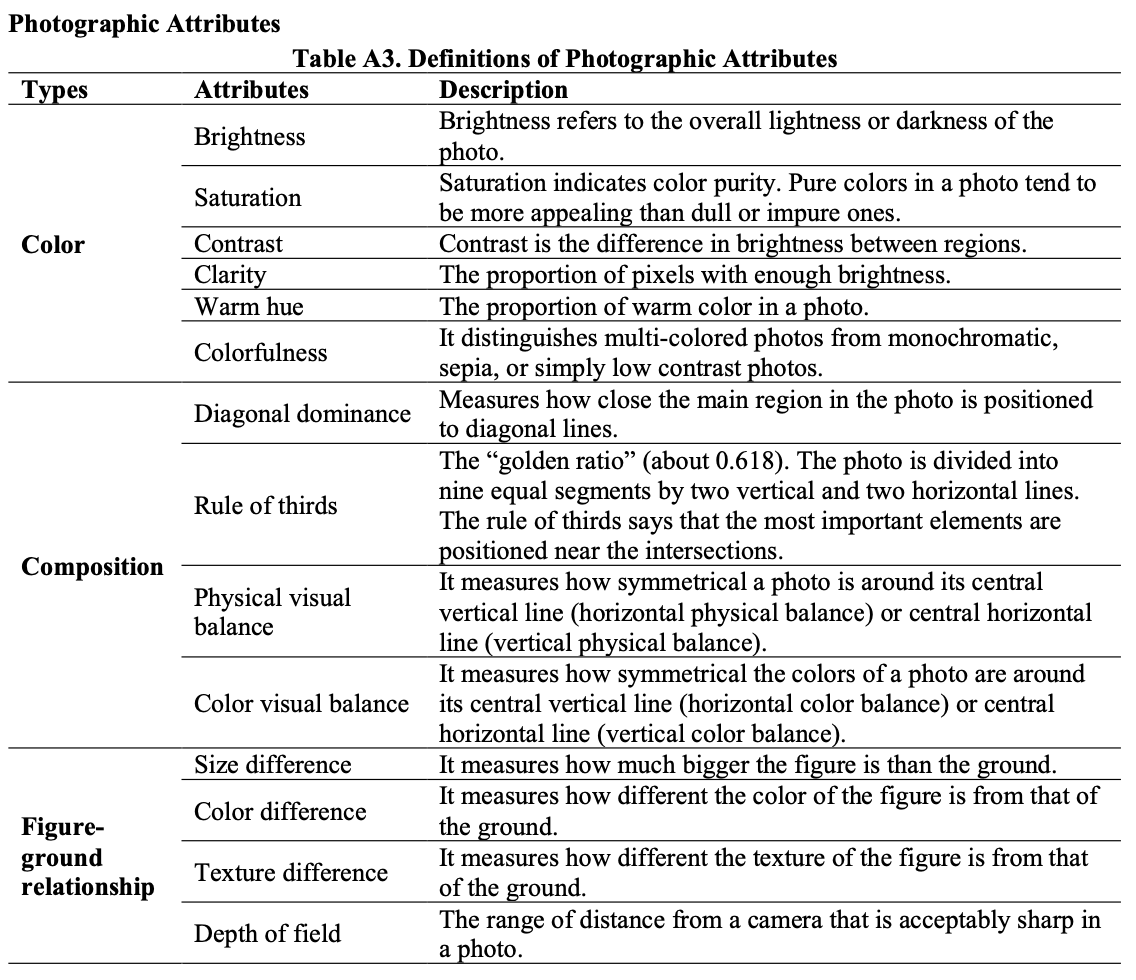 Photographic Attributes
Table A3. Definitions of Photographic Attributes
Types Attributes Description
Color
Brightness
Brightness refers to the overall lightness or darkness of the
photo.
Saturation
Saturation indicates color purity. Pure colors in a photo tend to
be more appealing than dull or impure ones.
Contrast
Contrast is the difference in brightness between regions.
Clarity
The proportion of pixels with enough brightness.
Warm hue
The proportion of warm color in a photo.
Colorfulness
It distinguishes multi-colored photos from monochromatic,
sepia, or simply low contrast photos.
Composition
Diagonal dominance
Measures how close the main region in the photo is positioned
to diagonal lines.
Rule of thirds
The “golden ratio” (about 0.618). The photo is divided into
nine equal segments by two vertical and two horizontal lines.
The rule of thirds says that the most important elements are
positioned near the intersections.
Physical visual
balance
It measures how symmetrical a photo is around its central
vertical line (horizontal physical balance) or central horizontal
line (vertical physical balance).
Color visual balance
It measures how symmetrical the colors of a photo are around
its central vertical line (horizontal color balance) or central
horizontal line (vertical color balance).
Figure-
ground
relationship
Size difference
It measures how much bigger the figure is than the ground.
Color difference
It measures how different the color of the figure is from that of
the ground.
Texture difference
It measures how different the texture of the figure is from that
of the ground.
Depth of field
The range of distance from a camera that is acceptably sharp in
a photo.